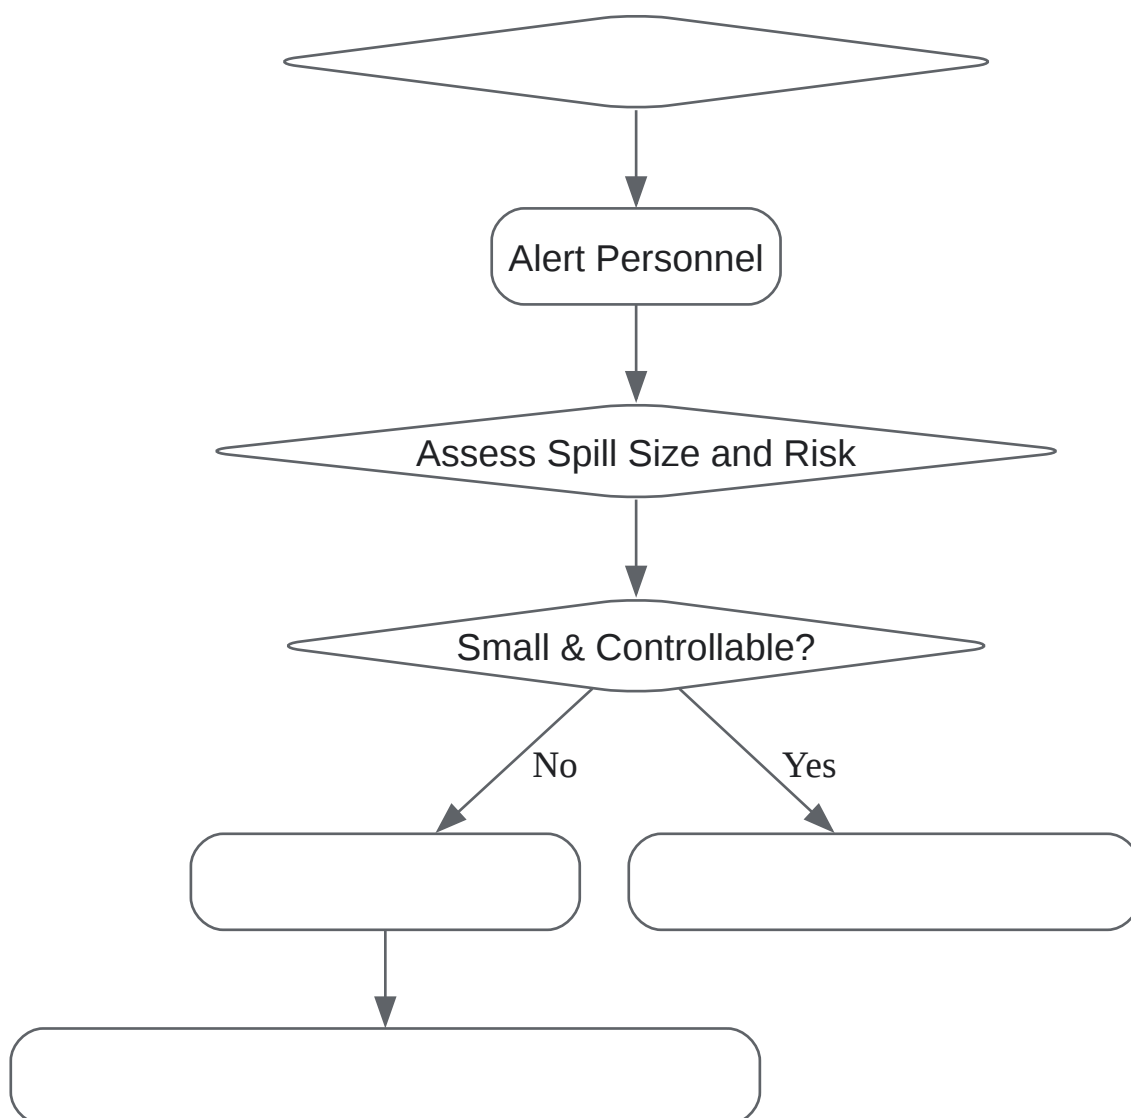 Alert Personnel
Assess Spill Size and Risk
Small & Controllable?
No
Yes